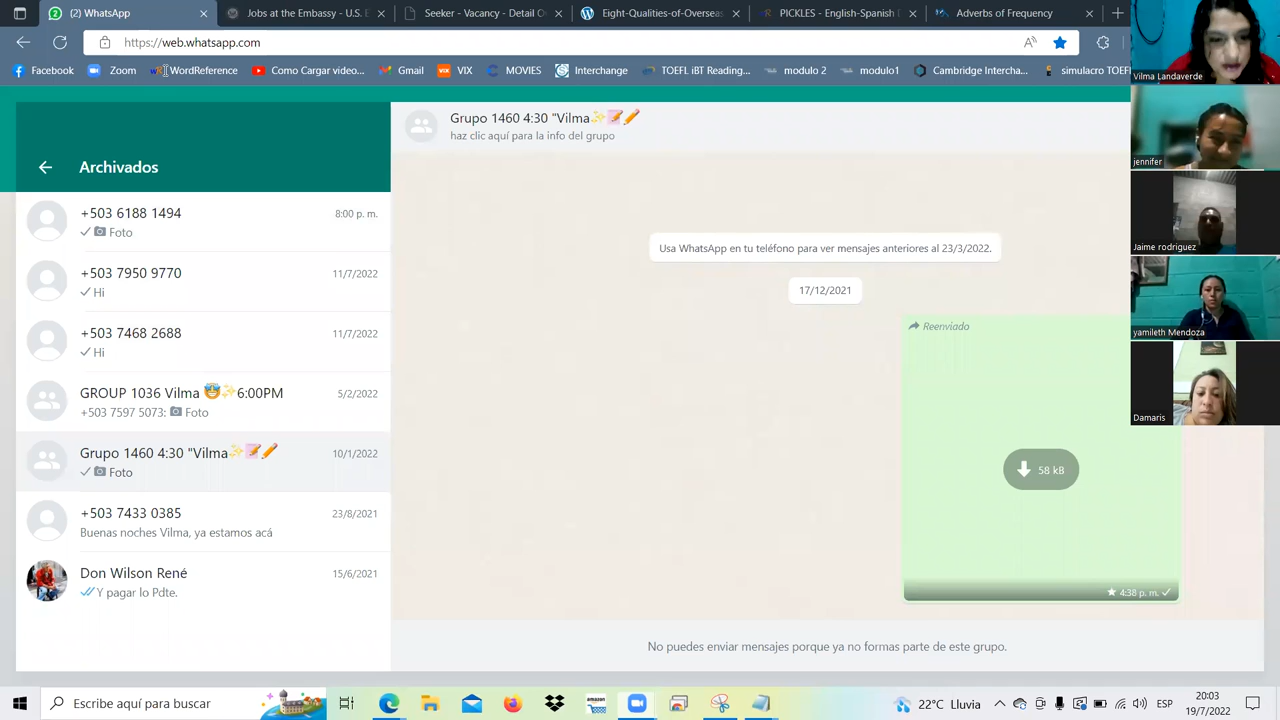 (2)
Jobs at the Embassy - U.S. E
Seeker - Vacancy - Detail O
Eight-Qualities-of-Overseas
PICKLES - English-Spanish D
Adverbs of Frequency
https://web.whatsapp.com
Facebook
Zoom
WordReference
Como Cargar vídeo...
Gmail
VIX
MOVIES
Interchange
TOEFL iBT Reading...
modulo 2
modulo1
Cambridge Intercha...
simulacro TOEFL
Archivados
+503 6188 1494
8:00 p. m.
Foto
+503 7950 9770
11/7/2022
Hi
+503 7468 2688
11/7/2022
Hi
GROUP 1036 Vilma 🤠✨6:00PM
5/2/2022
+503 7597 5073: Foto
Grupo 1460 4:30 "Vilma✨📝✏️
10/1/2022
Foto
+503 7433 0385
23/8/2021
Buenas noches Vilma, ya estamos acá
Don Wilson René
15/6/2021
Y pagar lo Pdte.
Grupo 1460 4:30 "Vilma✨📝✏️
haz clic aquí para la info del grupo
Usa WhatsApp en tu teléfono para ver mensajes anteriores al 23/3/2022.
17/12/2021
Reenviado
58 kB
4:38 p. m.
No puedes enviar mensajes porque ya no formas parte de este grupo.
Vilma Landaverde
jennifer
Jaime rodriguez
yamileth Mendoza
Damaris
Escribe aquí para buscar
amazon
22°C Lluvia
ESP
20:03
19/7/2022